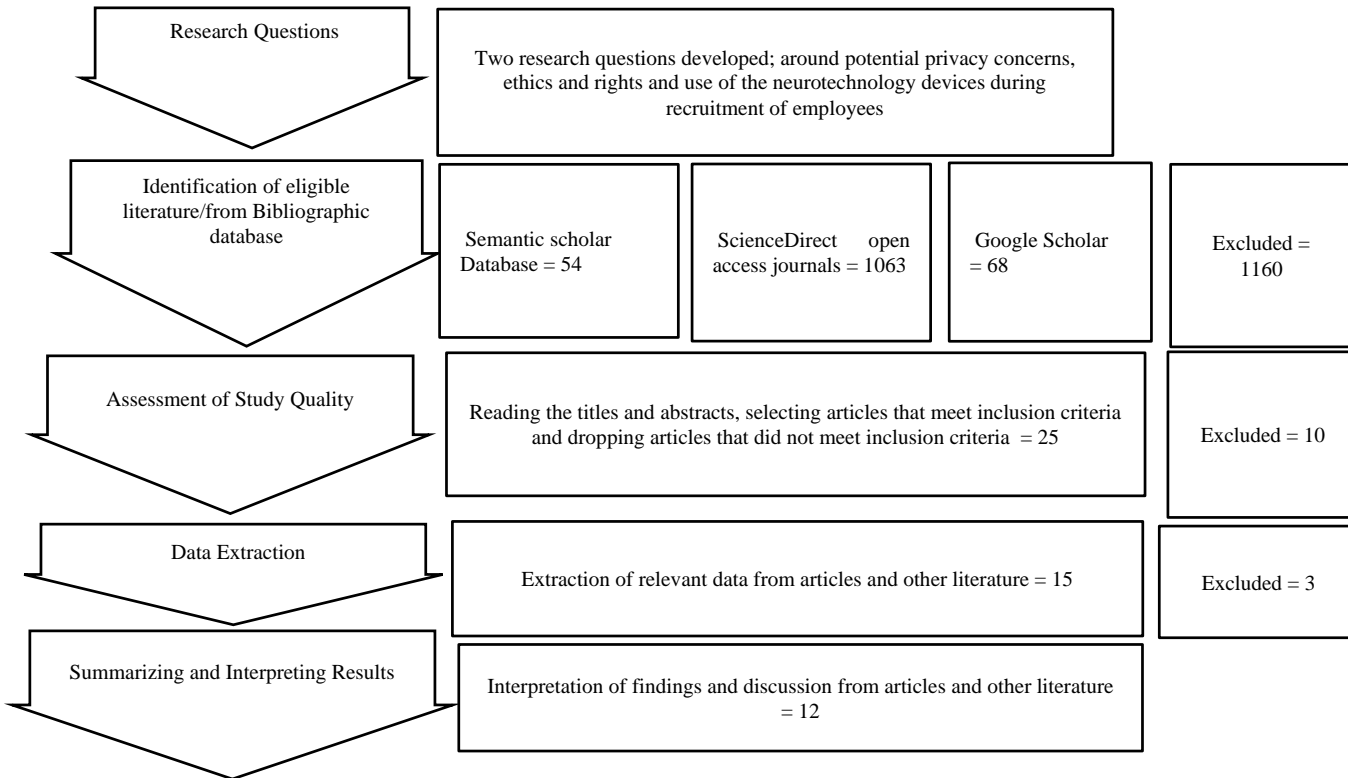 Research Questions
Two research questions developed; around potential privacy concerns,
ethics and rights and use of the neurotechnology devices during
recruitment of employees
Identification of eligible
literature/from Bibliographic
database
Semantic scholar
Database = 54
ScienceDirect open
access journals = 1063
Google Scholar
= 68
Excluded =
1160
Assessment of Study Quality
Reading the titles and abstracts, selecting articles that meet inclusion criteria
and dropping articles that did not meet inclusion criteria = 25
Excluded = 10
Data Extraction
Extraction of relevant data from articles and other literature = 15
Excluded = 3
Summarizing and Interpreting Results
Interpretation of findings and discussion from articles and other literature
= 12